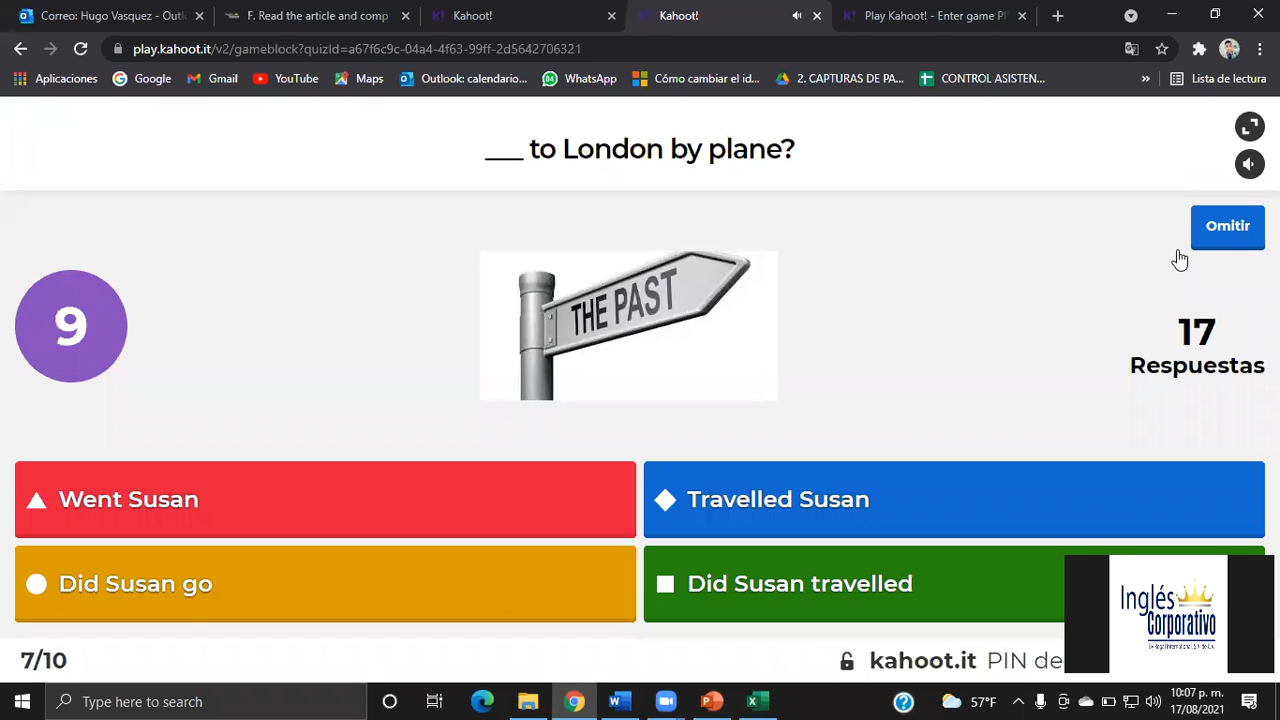 Correo: Hugo Vasquez - Outl
F. Read the article and comp
Kahoot!
Kahoot!
Play Kahoot! - Enter game P
play.kahoot.it/v2/gameblock?quizId=a67f6c9c-04a4-4f63-99ff-2d5642706321
Aplicaciones
Google
Gmail
YouTube
Maps
Outlook: calendario...
84
WhatsApp
Cómo cambiar el id...
2. CAPTURAS DE PA...
CONTROL ASISTEN...
»
Lista de lectura
___ to London by plane?
Omitir
THE PAST
9
17
Respuestas
Went Susan
Travelled Susan
Did Susan go
Did Susan travelled
Inglés
Corporativo
7/10
kahoot.it PIN de
Type here to search
57°F
10:07 p. m.
17/08/2021